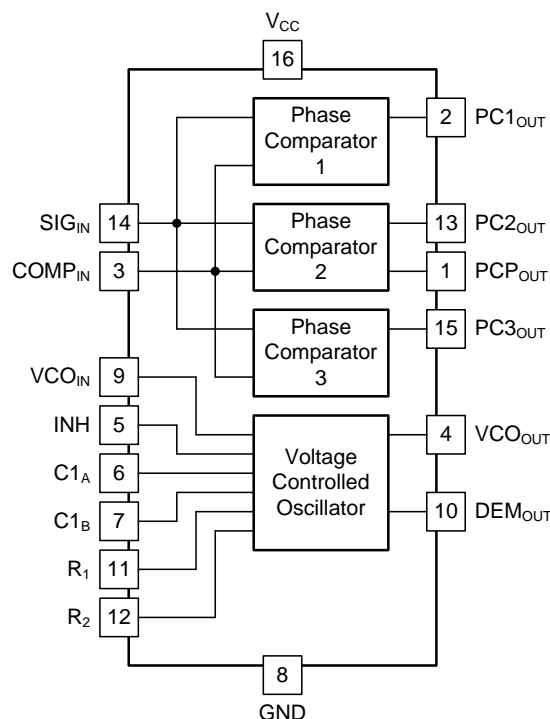 VCC
16
Phase
Comparator
1
2
PC1OUT
SIGIN
14
Phase
Comparator
2
13
PC2OUT
COMPIN
3
1
PCPOUT
Phase
Comparator
3
15
PC3OUT
VCOIN
9
INH
5
C1A
6
C1B
7
R1
11
R2
12
Voltage
Controlled
Oscillator
4
VCOOUT
10
DEMOUT
8
GND